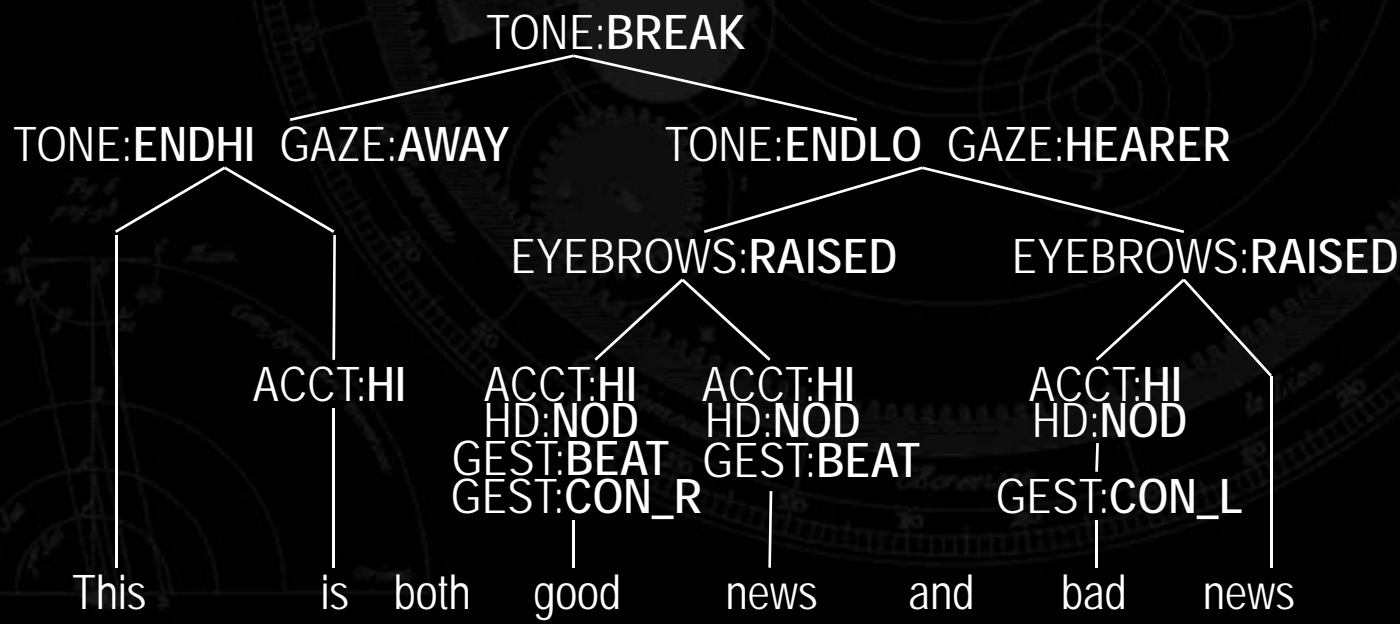 TONE:BREAK
TONE:ENDHI GAZE:AWAY TONE:ENDLO GAZE:HEARER
EYEBROWS:RAISED EYEBROWS:RAISED
ACCT:HI ACCT:HI ACCT:HI ACCT:HI
HD:NOD HD:NOD HD:NOD
GEST:BEAT GEST:BEAT
GEST:CON_R GEST:CON_L
This is both good news and bad news